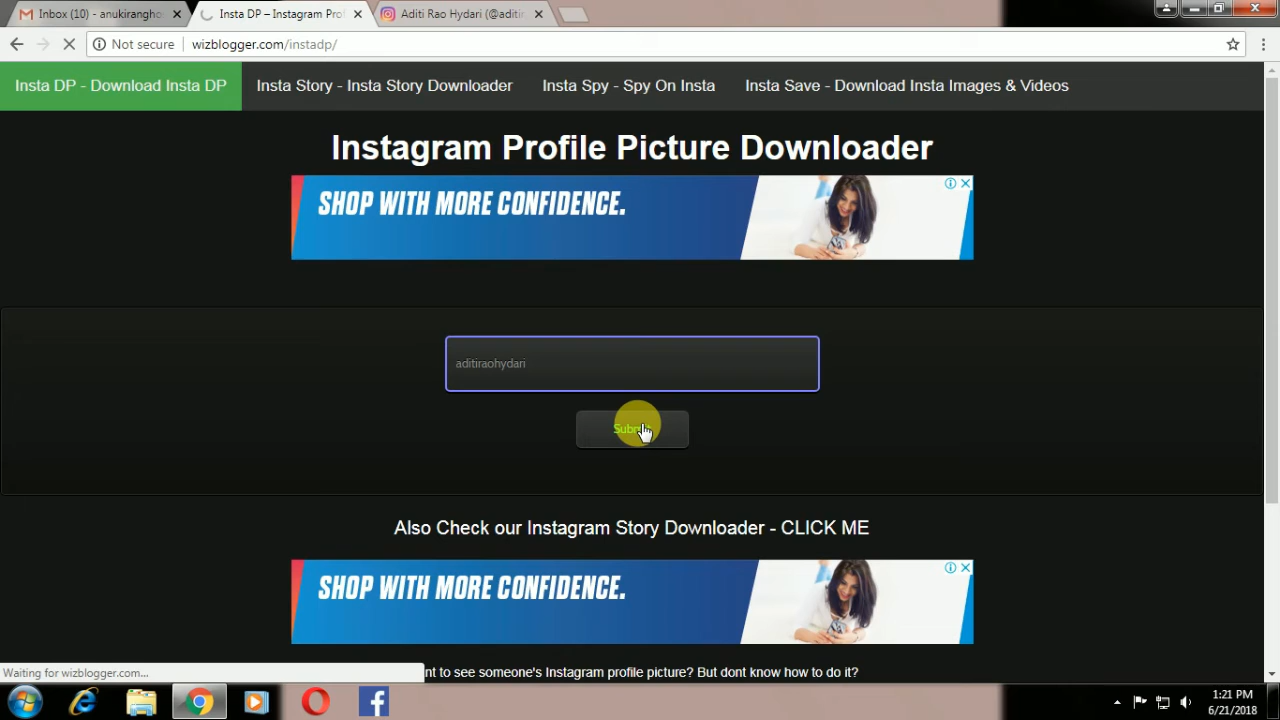 Inbox (10) - anukirangho
Insta DP – Instagram Pro
Aditi Rao Hydari (@aditir
Not secure
wizblogger.com/instadp/
Insta DP - Download Insta DP
Insta Story - Insta Story Downloader
Insta Spy - Spy On Insta
Insta Save - Download Insta Images & Videos
Instagram Profile Picture Downloader
SHOP WITH MORE CONFIDENCE.
aditiraohydari
Submit
Also Check our Instagram Story Downloader - CLICK ME
SHOP WITH MORE CONFIDENCE.
Waiting for wizblogger.com...
nt to see someone's Instagram profile picture? But dont know how to do it?
1:21 PM
6/21/2018